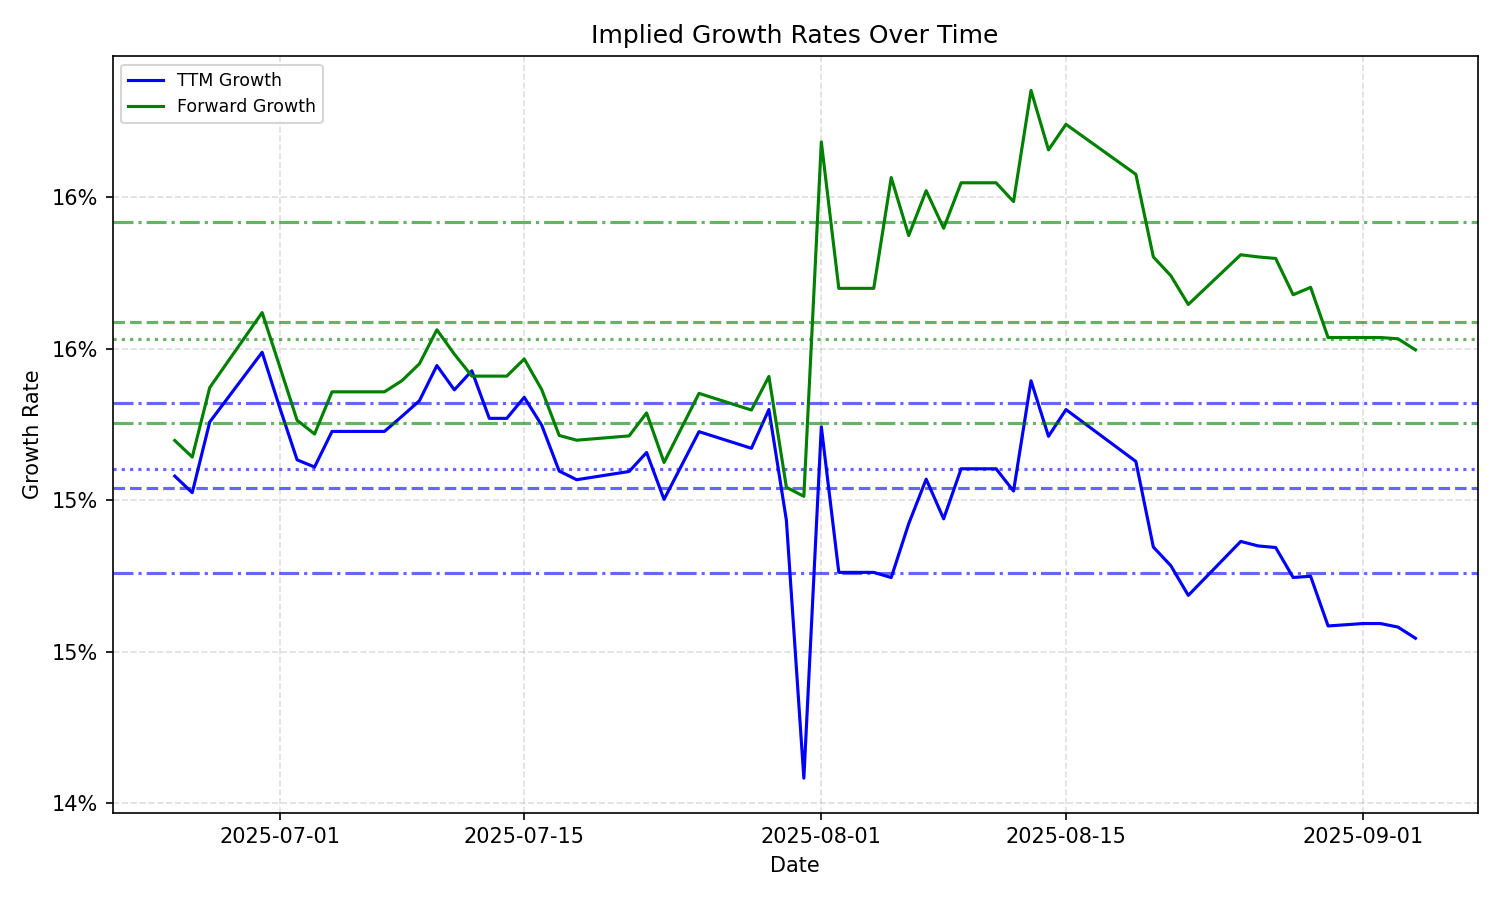 Implied Growth Rates Over Time
TTM Growth
Forward Growth
16%
16%
15%
15%
14%
Growth Rate
2025-07-01
2025-07-15
2025-08-01
2025-08-15
2025-09-01
Date